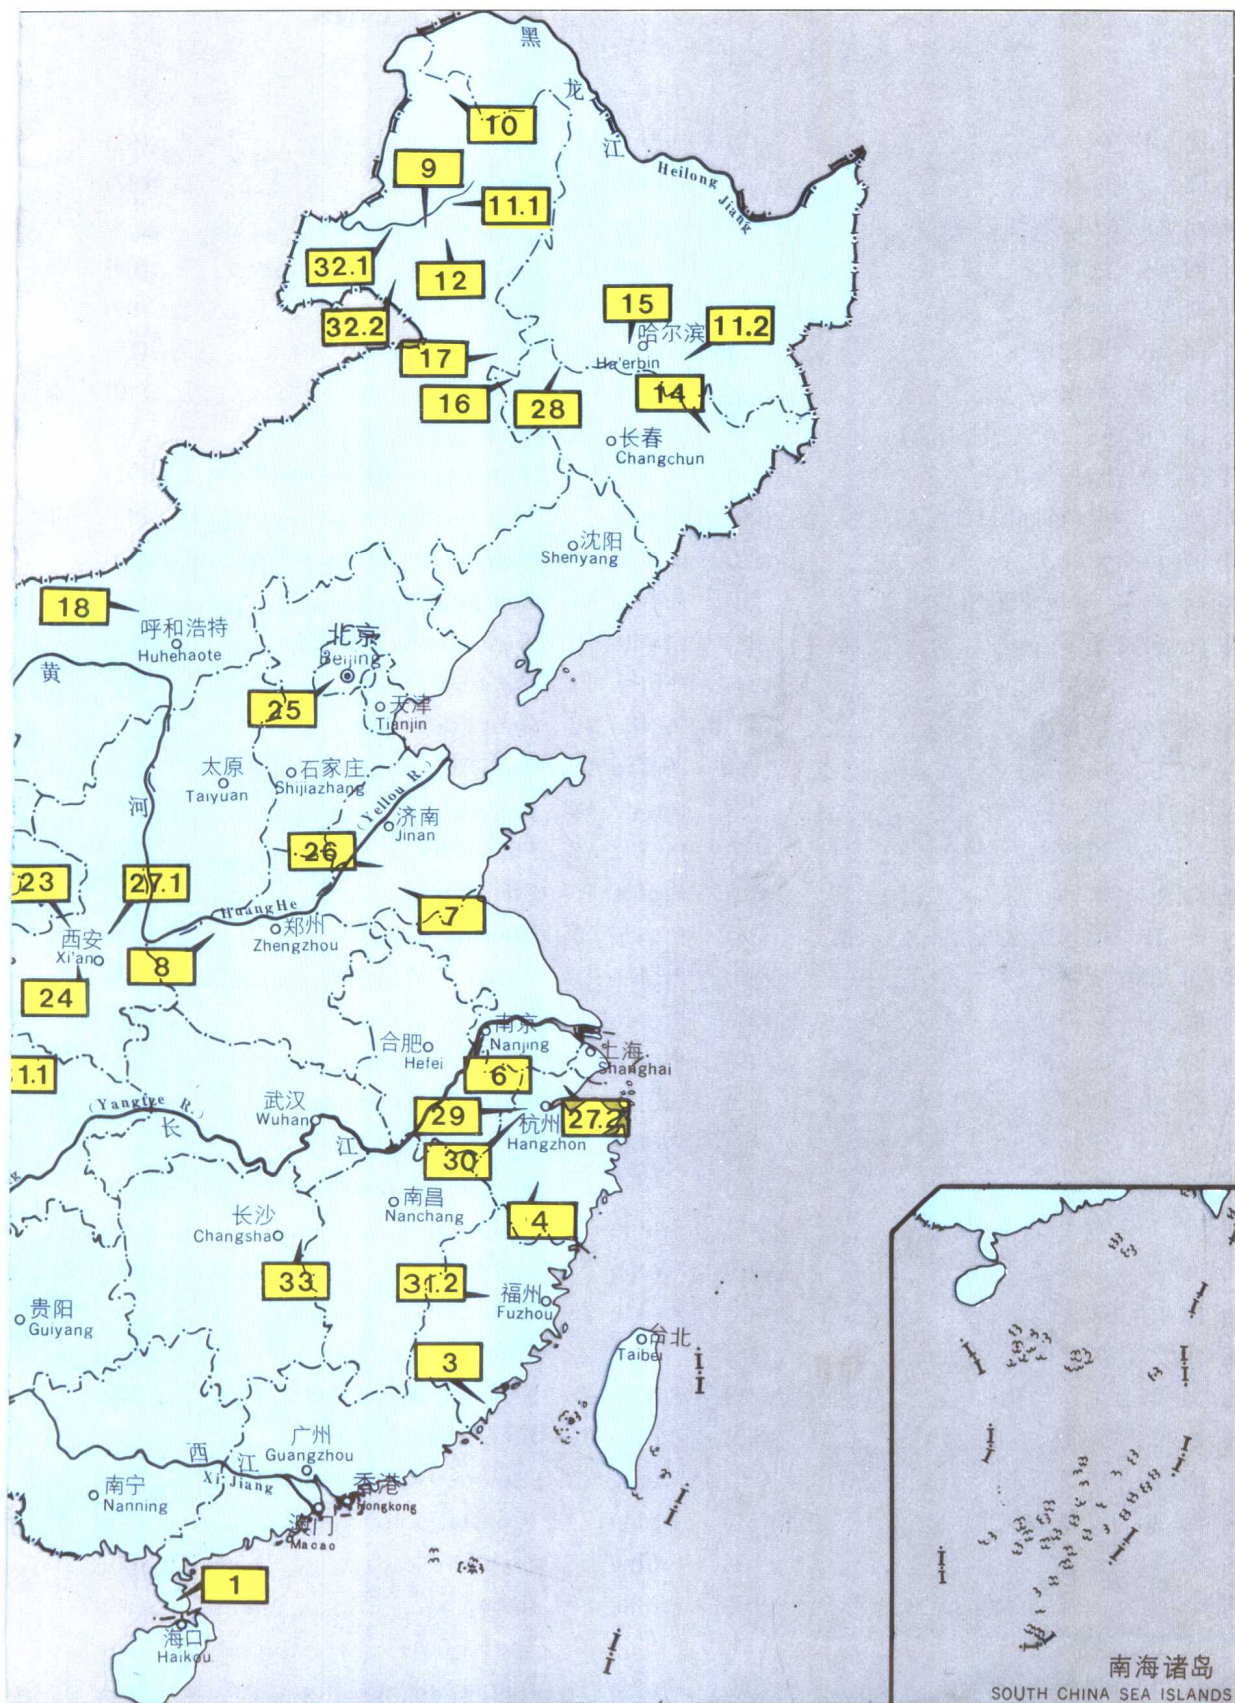 黑
龙
江
Heilong
Jiang
10
9
11.1
32.1
12
32.2
15
哈尔滨
Ha'erbin
11.2
17
16
28
14
长春
Changchun
沈阳
Shenyang
18
呼和浩特
Huhehaote
北京
Beijing
黄
25
天津
Tianjin
太原
Taiyuan
石家庄
Shijiazhang
河
(Yellou R.)
济南
Jinan
26
23
27.1
HuangHe
7
郑州
Zhengzhou
西安
Xi'an
8
24
南京
Nanjing
合肥
Hefei
上海
Shanghai
1.1
6
武汉
Wuhan
(Yangtze R.)
长
江
29
杭州
Hangzhon
27.2
30
南昌
Nanchang
长沙
Changsha
4
33
31.2
福州
Fuzhou
贵阳
Guiyang
台北
Taibei
3
广州
Guangzhou
西
江
Xi Jiang
南宁
Nanning
香港
Hongkong
澳门
Macao
1
海口
Haikou
南海诸岛
SOUTH CHINA SEA ISLANDS